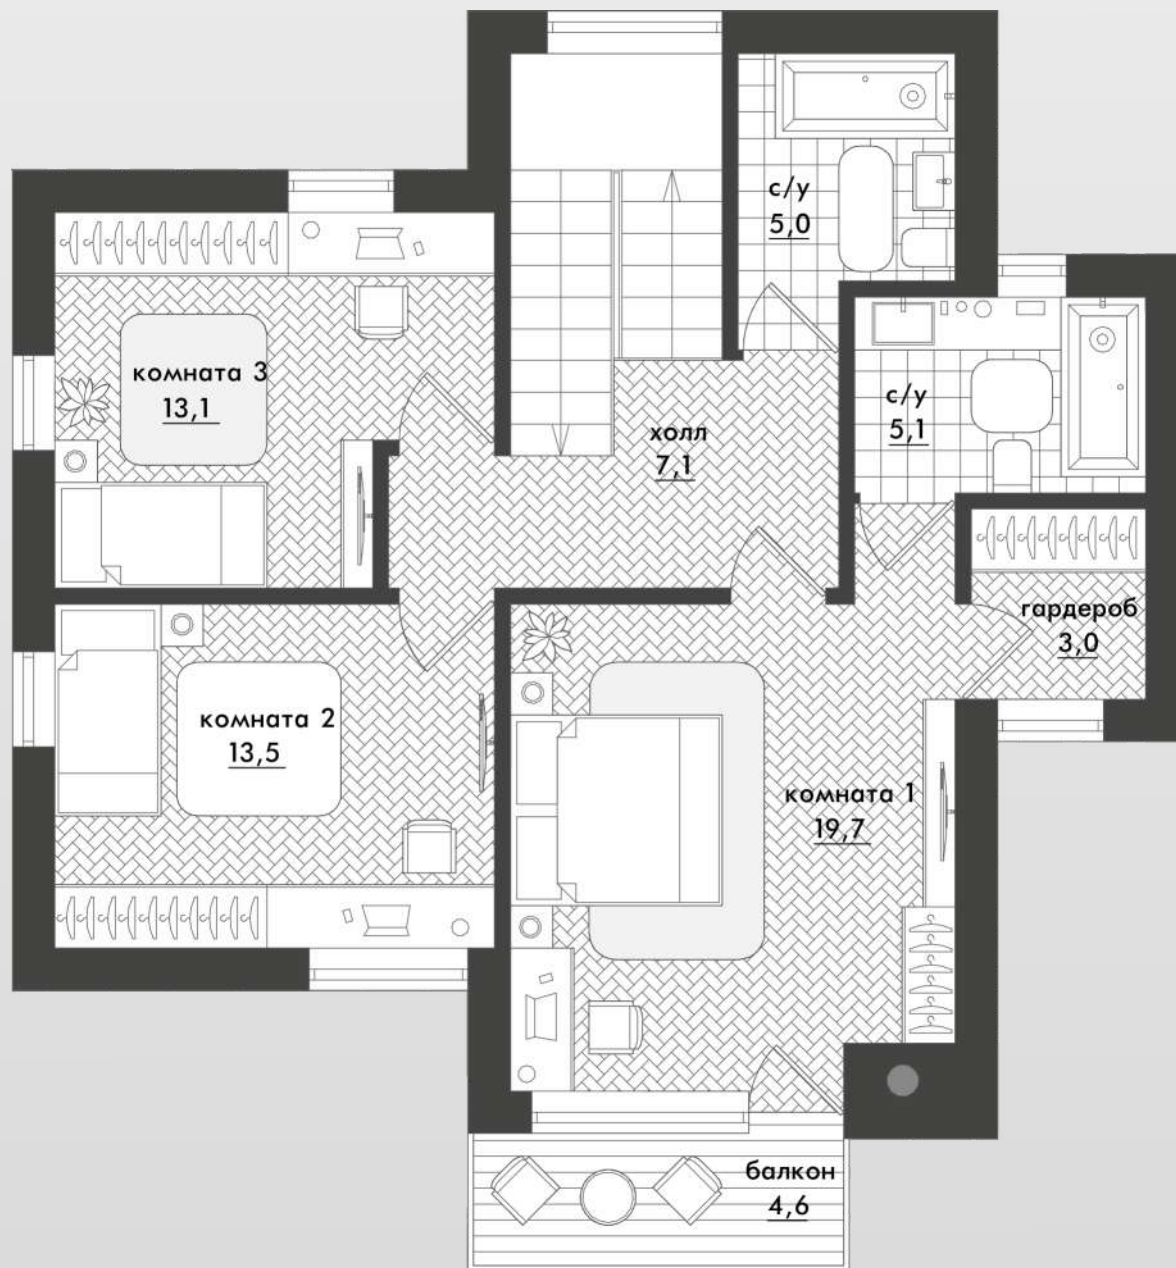 с/у
5,0
комната 3
13,1
с/у
5,1
холл
7,1
гардероб
3,0
комната 2
13,5
комната 1
19,7
балкон
4,6